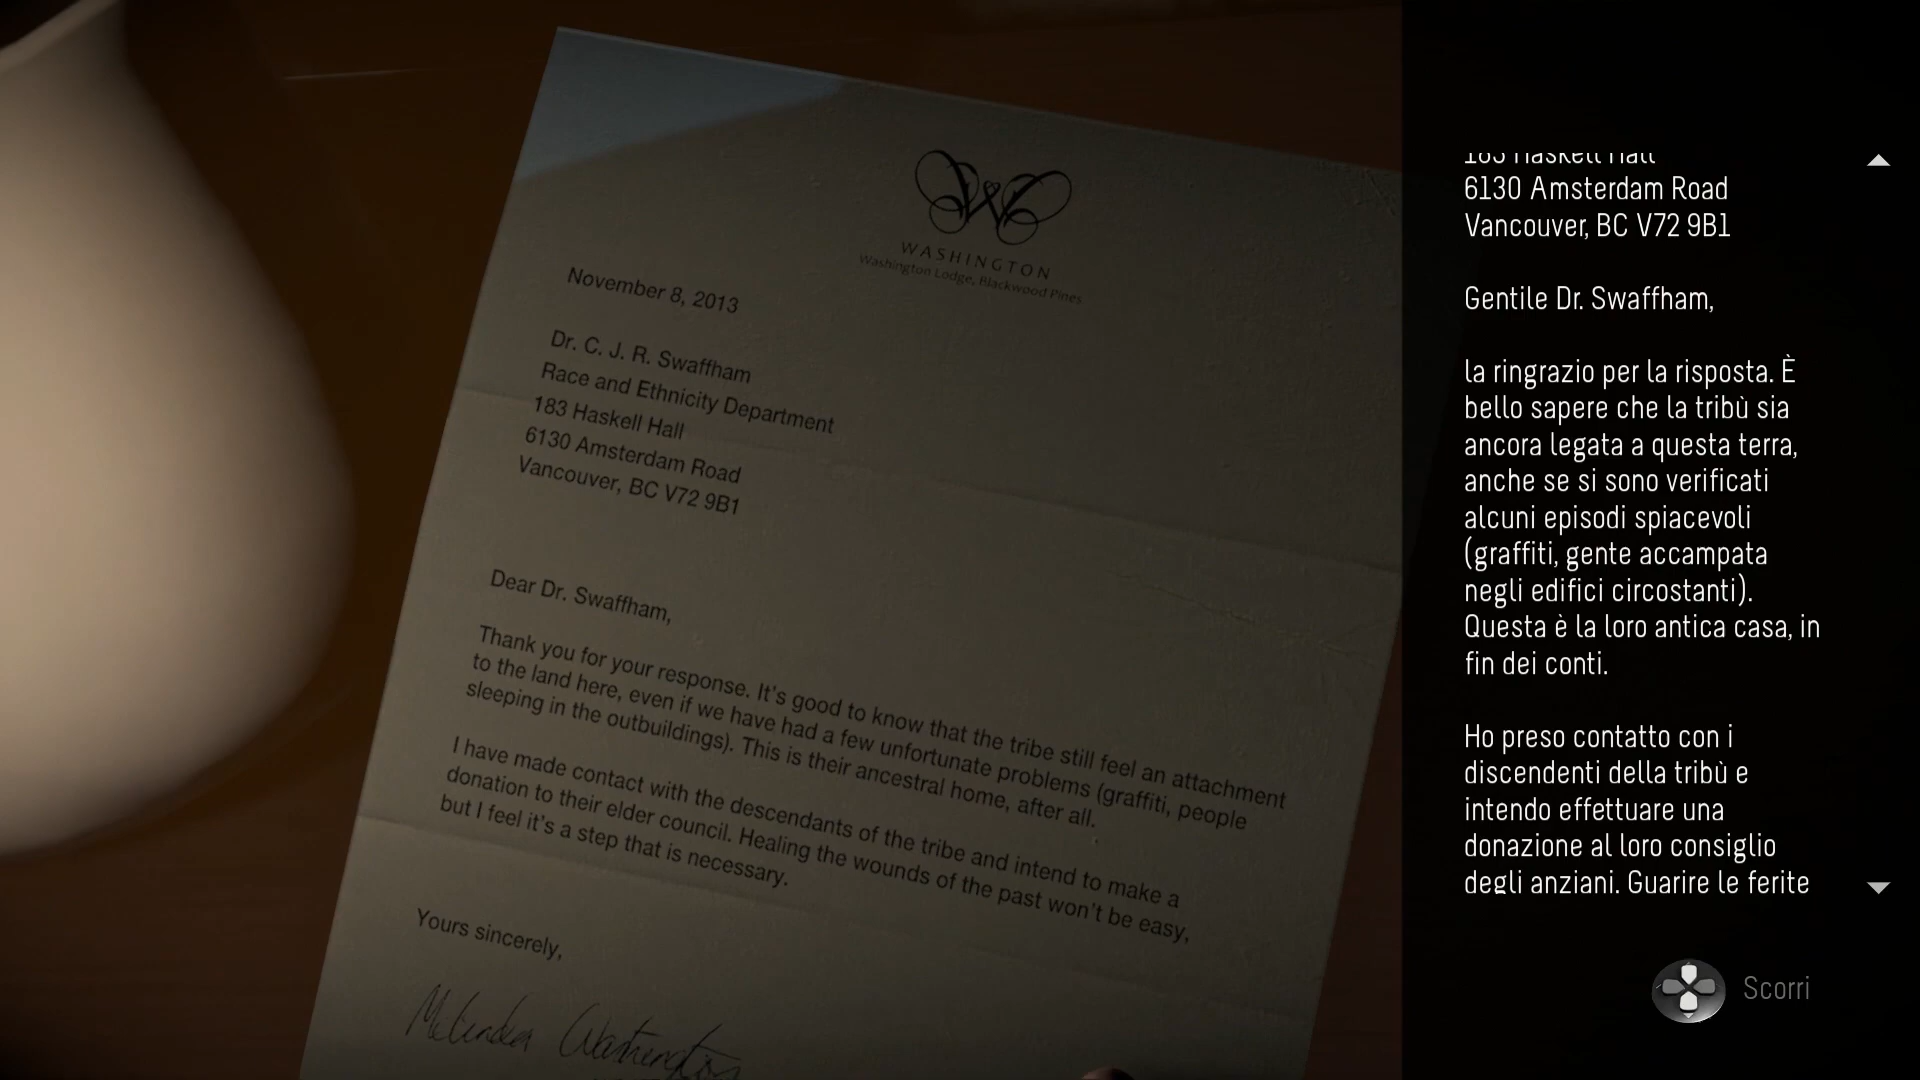 WASHINGTON
Washington Lodge, Blackwood Pines
November 8, 2013
Dr. C. J. R. Swaffham
Race and Ethnicity Department
183 Haskell Hall
6130 Amsterdam Road
Vancouver, BC V72 9B1
Dear Dr. Swaffham,
Thank you for your response. It's good to know that the tribe still feel an attachment
to the land here, even if we have had a few unfortunate problems (graffiti, people
sleeping in the outbuildings). This is their ancestral home, after all.
I have made contact with the descendants of the tribe and intend to make a
donation to their elder council. Healing the wounds of the past won't be easy,
but I feel it's a step that is necessary.
Yours sincerely,
Melinda Washington
183 Haskell Hall
6130 Amsterdam Road
Vancouver, BC V72 9B1
Gentile Dr. Swaffham,
la ringrazio per la risposta. È
bello sapere che la tribù sia
ancora legata a questa terra,
anche se si sono verificati
alcuni episodi spiacevoli
(graffiti, gente accampata
negli edifici circostanti).
Questa è la loro antica casa, in
fin dei conti.
Ho preso contatto con i
discendenti della tribù e
intendo effettuare una
donazione al loro consiglio
degli anziani. Guarire le ferite
Scorri